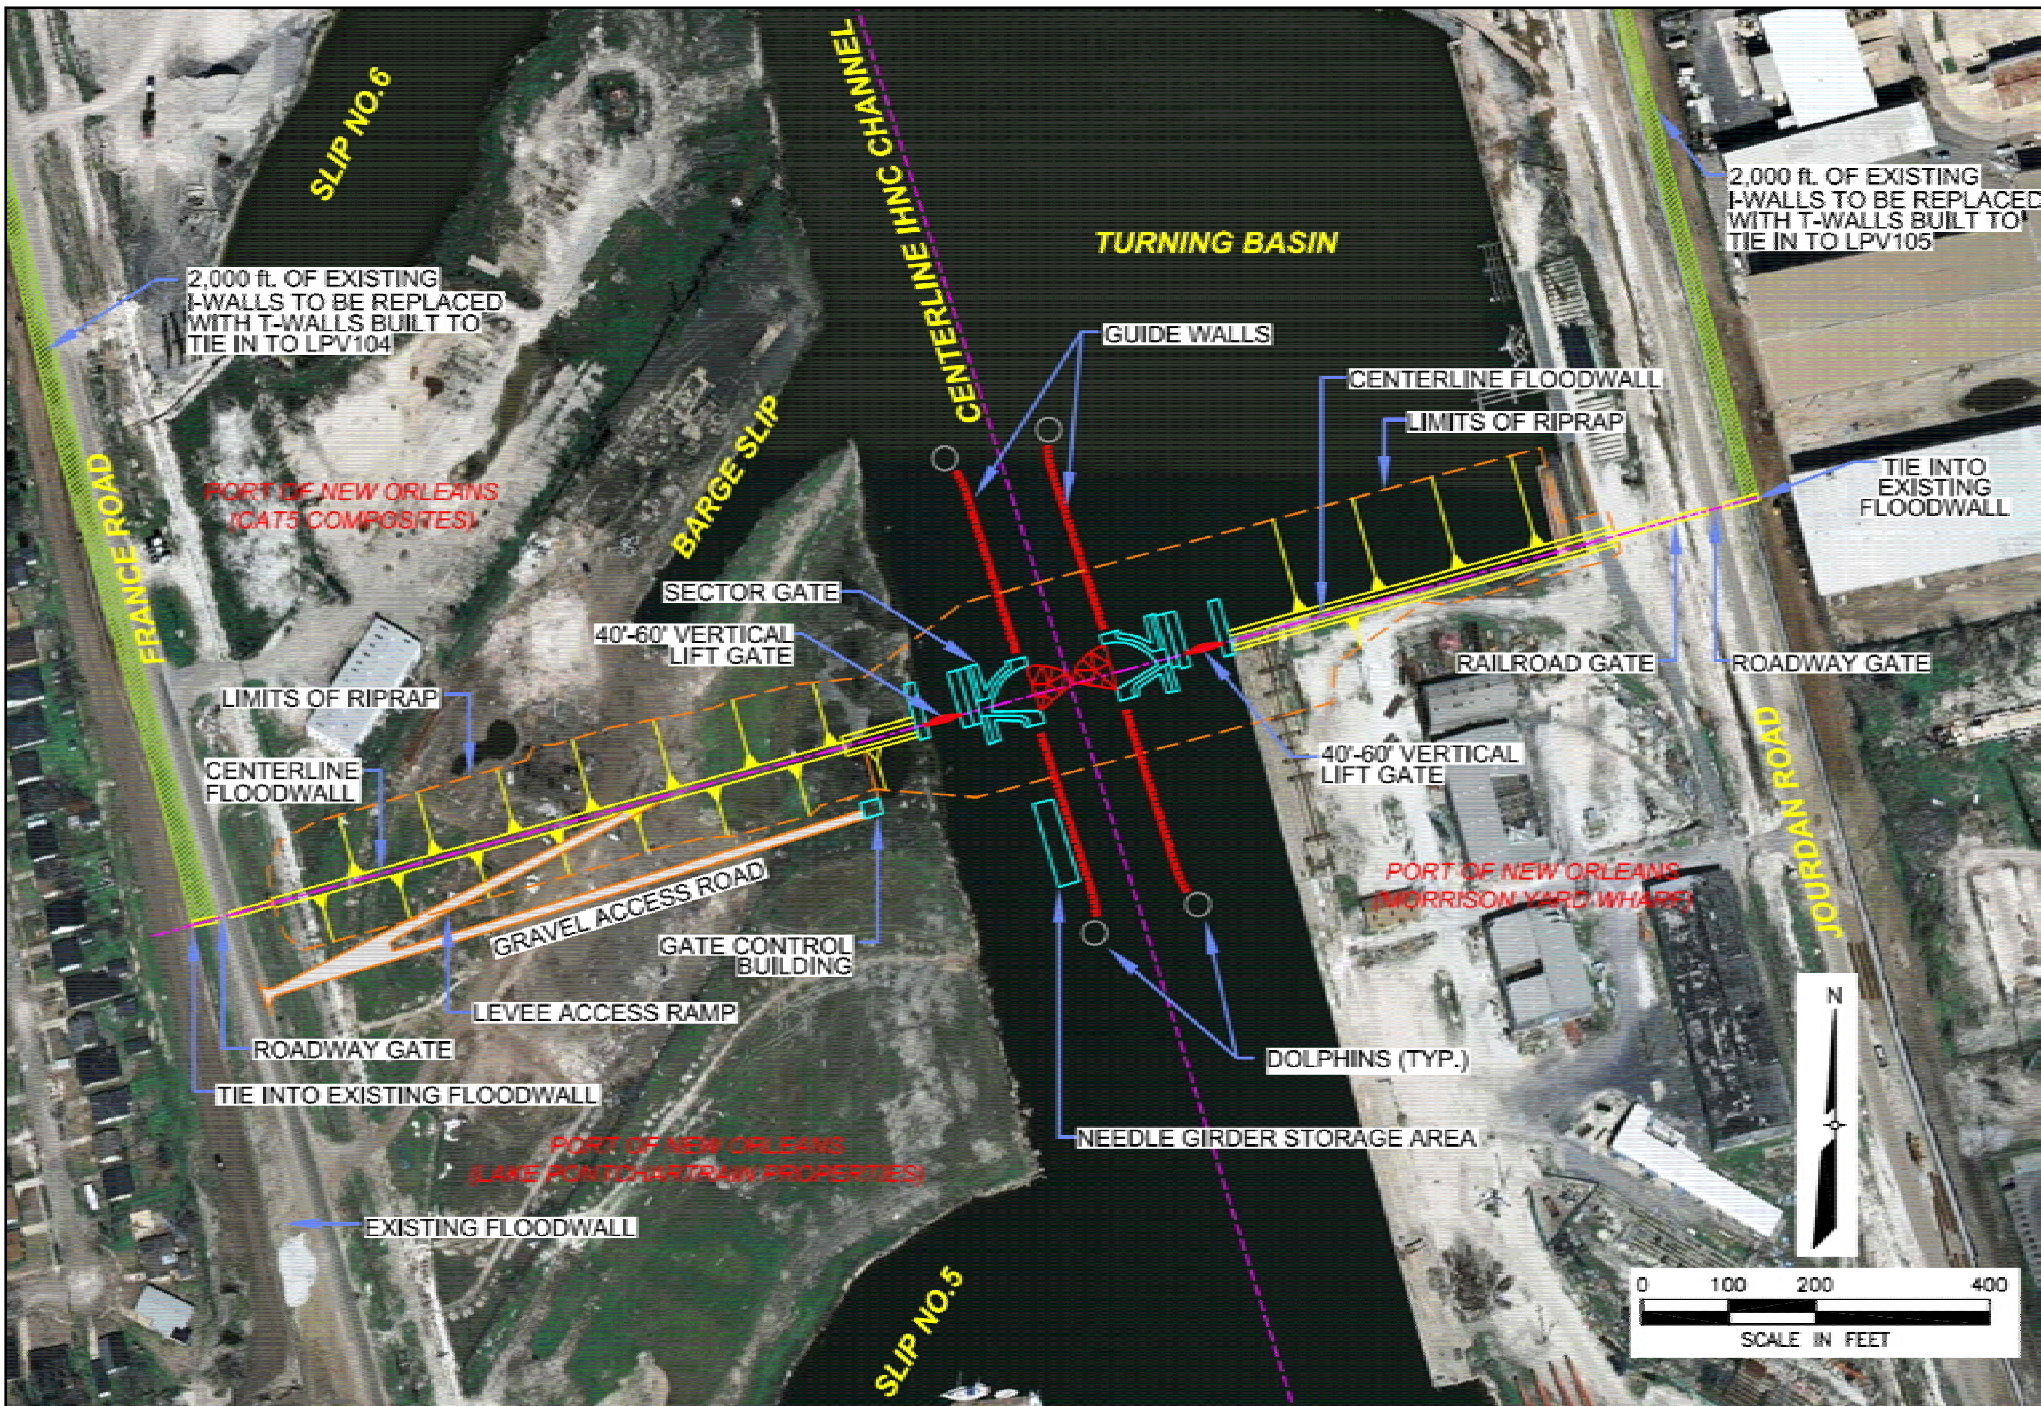 SLIP NO.6
CENTERLINE IHNC CHANNEL
TURNING BASIN
2,000 ft. OF EXISTING
I-WALLS TO BE REPLACED
WITH T-WALLS BUILT TO
TIE IN TO LPV105
2,000 ft. OF EXISTING
I-WALLS TO BE REPLACED
WITH T-WALLS BUILT TO
TIE IN TO LPV104
GUIDE WALLS
CENTERLINE FLOODWALL
LIMITS OF RIPRAP
TIE INTO
EXISTING
FLOODWALL
FRANCE ROAD
PORT OF NEW ORLEANS
(CAT5 COMPOSITES)
BARGE SLIP
SECTOR GATE
40'-60' VERTICAL
LIFT GATE
RAILROAD GATE
ROADWAY GATE
LIMITS OF RIPRAP
CENTERLINE
FLOODWALL
40'-60' VERTICAL
LIFT GATE
JOURDAN ROAD
PORT OF NEW ORLEANS
(MORRISON YARD WHARF)
GRAVEL ACCESS ROAD
GATE CONTROL
BUILDING
LEVEE ACCESS RAMP
ROADWAY GATE
TIE INTO EXISTING FLOODWALL
DOLPHINS (TYP.)
NEEDLE GIRDER STORAGE AREA
PORT OF NEW ORLEANS
(LAKE PONTCHARTRAIN PROPERTIES)
EXISTING FLOODWALL
SLIP NO.5
N
0 100 200 400
SCALE IN FEET